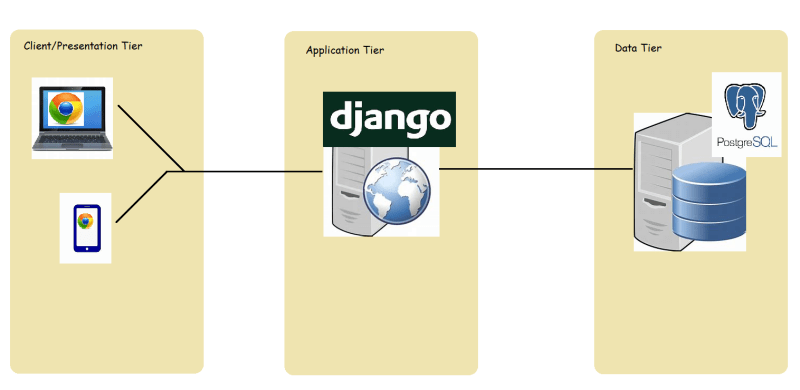 Client/Presentation Tier
Application Tier
Data Tier
django
PostgreSQL